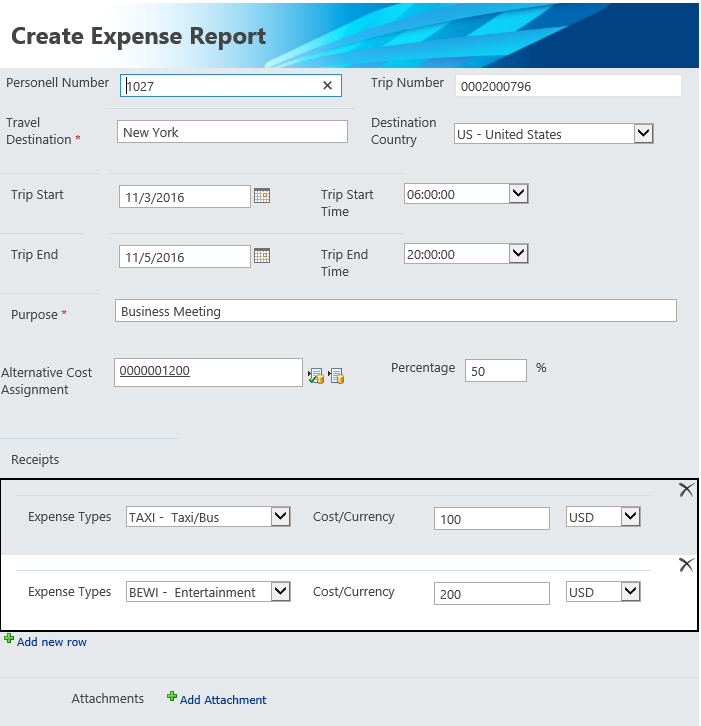 Create Expense Report
Personell Number 1027 Trip Number 0002000796
Travel Destination * New York Destination Country US - United States
Trip Start 11/3/2016 Trip Start Time 06:00:00
Trip End 11/5/2016 Trip End Time 20:00:00
Purpose * Business Meeting
Alternative Cost Assignment 0000001200 Percentage 50 %
Receipts
Expense Types TAXI - Taxi/Bus Cost/Currency 100 USD
Expense Types BEWI - Entertainment Cost/Currency 200 USD
Add new row
Attachments Add Attachment